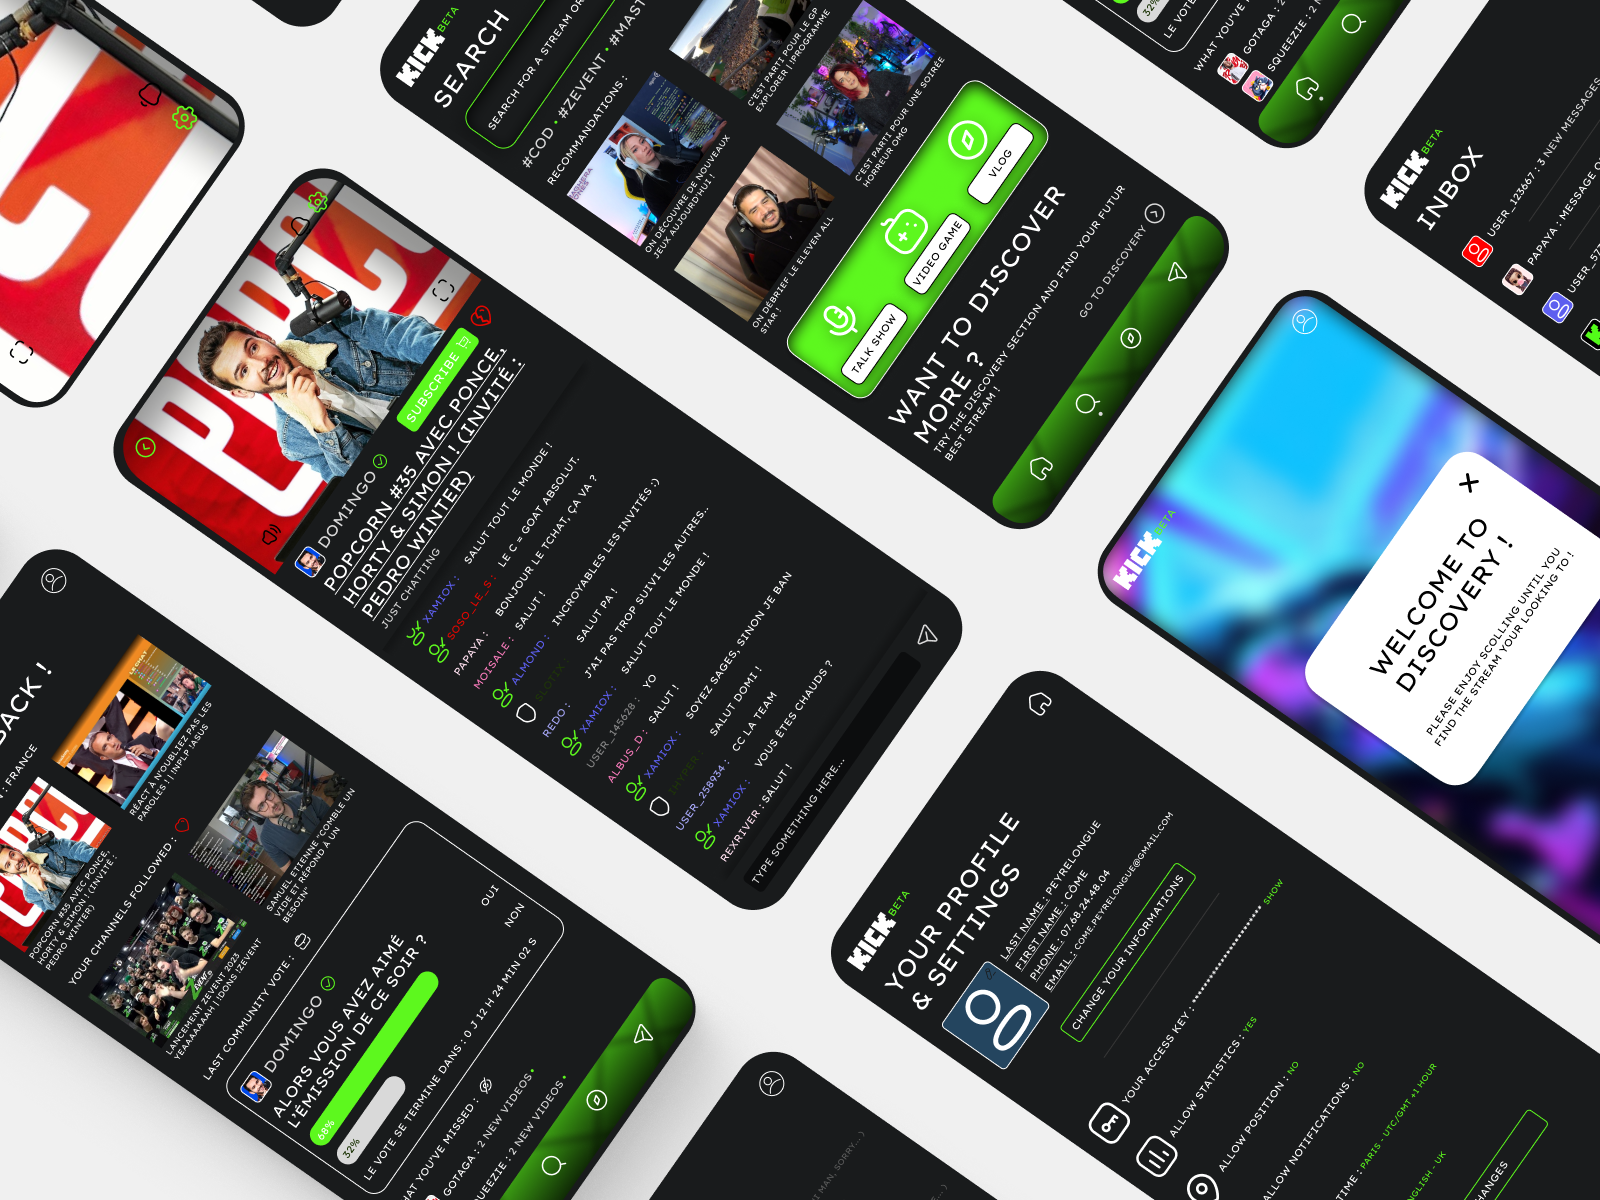 KICK BETA
SEARCH
SEARCH FOR A STREAM OR
#COD • #ZEVENT • #MAST
RECOMMANDATIONS :
ON DÉCOUVRE DE NOUVEAUX
JEUX AUJOURD'HUI !
C'EST PARTI POUR LE GP
EXPLORER ! !PROGRAMME
ON DÉBRIEF LE ELEVEN ALL
STAR !
C'EST PARTI POUR UNE SOIRÉE
HORREUR OMG
TALK SHOW
VIDEO GAME
VLOG
WANT TO DISCOVER
MORE ?
TRY THE DISCOVERY SECTION AND FIND YOUR FUTUR
BEST STREAM !
GO TO DISCOVERY
DOMINGO
SUBSCRIBE
POPCORN #35 AVEC PONCE,
HORTY & SIMON ! (INVITÉ :
PEDRO WINTER)
JUST CHATTING
XAMIOX : SALUT TOUT LE MONDE !
SOSO_LE_S : LE C = GOAT ABSOLUT.
PAPAYA : BONJOUR LE TCHAT, ÇA VA ?
MOISALE : SALUT !
ALMOND : INCROYABLES LES INVITÉS :)
SALUT PA !
REDO : J'AI PAS TROP SUIVI LES AUTRES..
XAMIOX : SALUT TOUT LE MONDE !
USER_145628 : YO
ALBUS_D : SALUT !
XAMIOX : SOYEZ SAGES, SINON JE BAN
SALUT DOMI !
USER_258934 : CC LA TEAM
XAMIOX : VOUS ÊTES CHAUDS ?
REXRIVER : SALUT !
TYPE SOMETHING HERE...
BACK !
: FRANCE
POPCORN #35 AVEC PONCE,
HORTY & SIMON ! (INVITÉ :
PEDRO WINTER)
RÉACT À N'OUBLIEZ PAS LES
PAROLES ! ! !NPLP !ASUS
YOUR CHANNELS FOLLOWED :
LANCEMENT ZEVENT 2023
YEAAAAAAH ! !DONS !ZEVENT
SAMUEL ETIENNE "COMBLE UN
VIDE ET RÉPOND À UN
BESOIN"
LAST COMMUNITY VOTE :
DOMINGO
ALORS VOUS AVEZ AIMÉ
L'ÉMISSION DE CE SOIR ?
68%
OUI
32%
NON
LE VOTE SE TERMINE DANS : 0 J 12 H 24 MIN 02 S
HAT YOU'VE MISSED :
GOTAGA : 2 NEW VIDEOS •
QUEEZIE : 2 NEW VIDEOS •
32%
LE VOTE
WHAT YOU'VE
GOTAGA : 2
SQUEEZIE : 2
KICK BETA
INBOX
USER_123667 : 3 NEW MESSAGES
PAPAYA : MESSAGE
USER_57
KICK BETA
WELCOME TO
DISCOVERY !
PLEASE ENJOY SCOLLING UNTIL YOU
FIND THE STREAM YOUR LOOKING TO !
KICK BETA
YOUR PROFILE
& SETTINGS
LAST NAME : PEYRELONGUE
FIRST NAME : CÔME
PHONE : 07.68.24.48.04
EMAIL : COME.PEYRELONGUE@GMAIL.COM
CHANGE YOUR INFORMATIONS
YOUR ACCESS KEY : SHOW
ALLOW STATISTICS : YES
ALLOW POSITION : NO
ALLOW NOTIFICATIONS : NO
TIME : PARIS - UTC/GMT +1 HOUR
NGLISH - UK
HANGES
MAN, SORRY...)